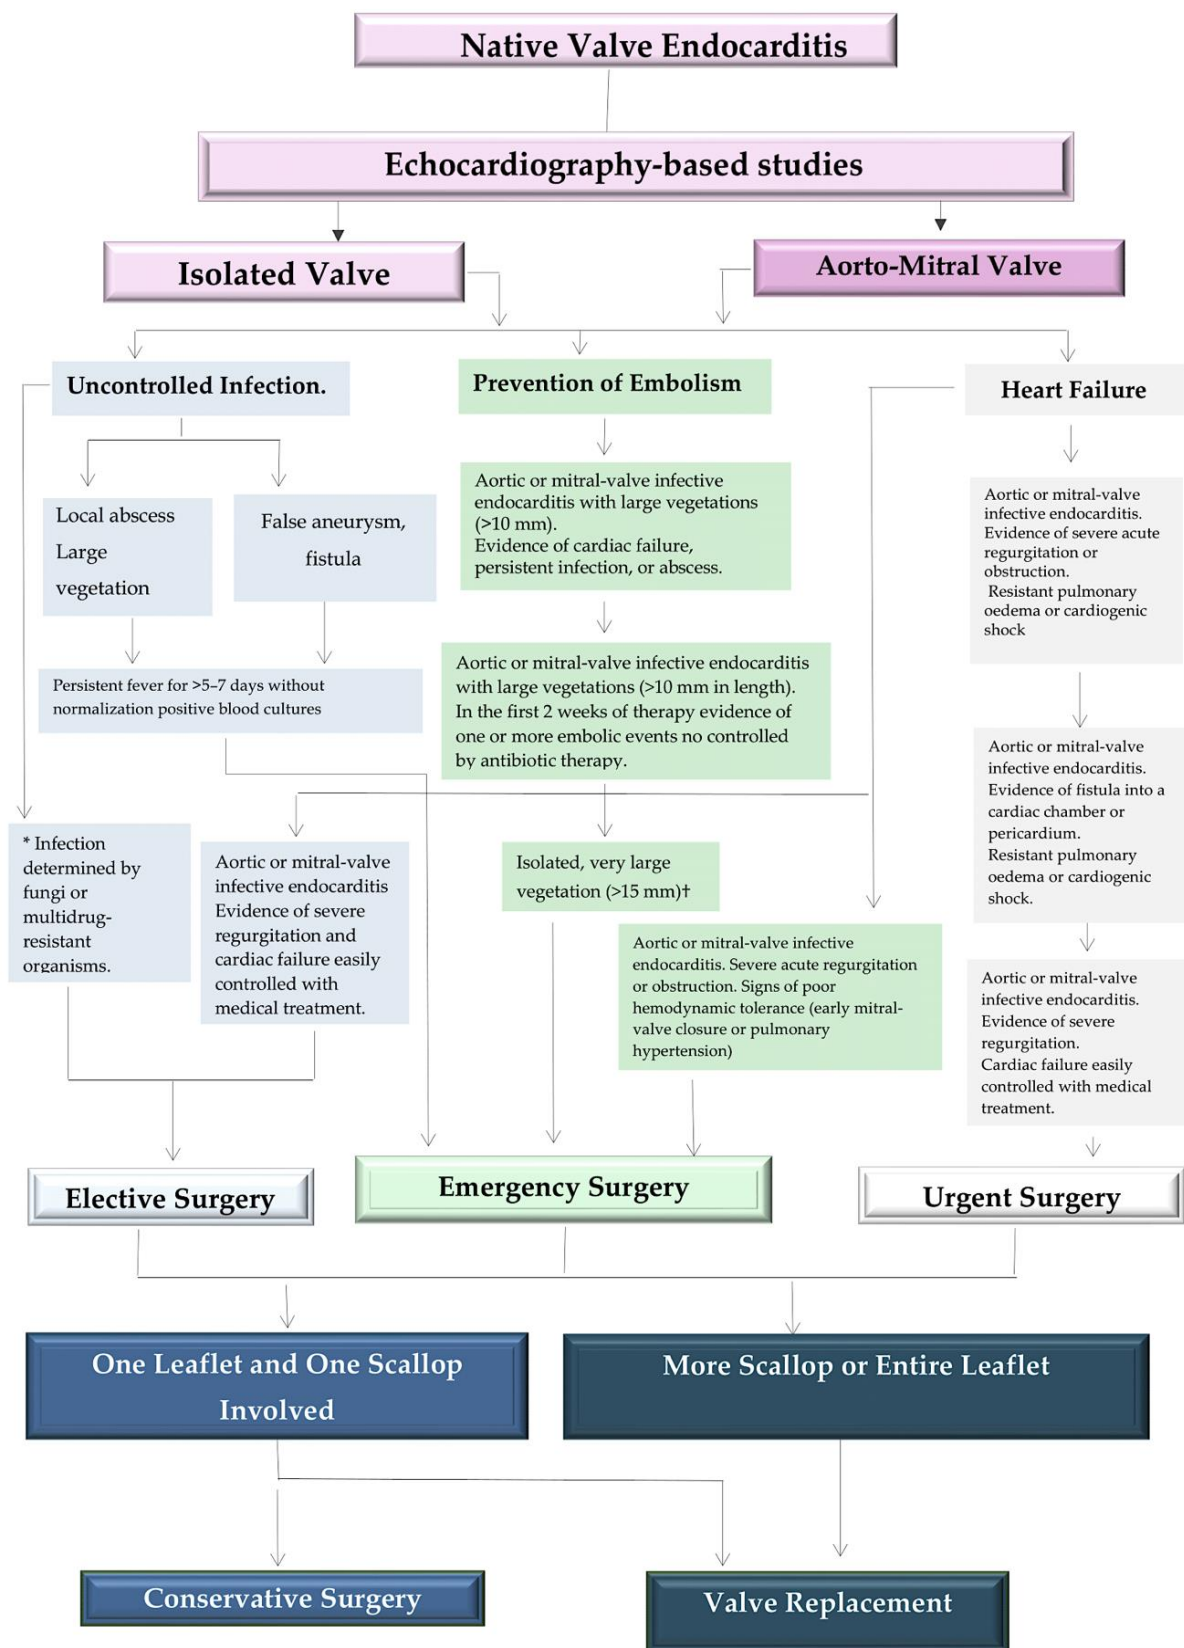 Native Valve Endocarditis
Echocardiography-based studies
Isolated Valve
Aorto-Mitral Valve
Uncontrolled Infection.
Prevention of Embolism
Heart Failure
Local abscess
Large
vegetation
False aneurysm,
fistula
Aortic or mitral-valve infective
endocarditis with large vegetations
(>10 mm).
Evidence of cardiac failure,
persistent infection, or abscess.
Aortic or mitral-valve
infective endocarditis.
Evidence of severe acute
regurgitation or
obstruction.
Resistant pulmonary
oedema or cardiogenic
shock
Persistent fever for >5–7 days without
normalization positive blood cultures
Aortic or mitral-valve infective endocarditis
with large vegetations (>10 mm in length).
In the first 2 weeks of therapy evidence of
one or more embolic events no controlled
by antibiotic therapy.
Aortic or mitral-valve
infective endocarditis.
Evidence of fistula into a
cardiac chamber or
pericardium.
Resistant pulmonary
oedema or cardiogenic
shock.
* Infection
determined by
fungi or
multidrug-
resistant
organisms.
Aortic or mitral-valve
infective endocarditis
Evidence of severe
regurgitation and
cardiac failure easily
controlled with
medical treatment.
Isolated, very large
vegetation (>15 mm)†
Aortic or mitral-valve infective
endocarditis. Severe acute regurgitation
or obstruction. Signs of poor
hemodynamic tolerance (early mitral-
valve closure or pulmonary
hypertension)
Aortic or mitral-valve
infective endocarditis.
Evidence of severe
regurgitation.
Cardiac failure easily
controlled with medical
treatment.
Elective Surgery
Emergency Surgery
Urgent Surgery
One Leaflet and One Scallop
Involved
More Scallop or Entire Leaflet
Conservative Surgery
Valve Replacement